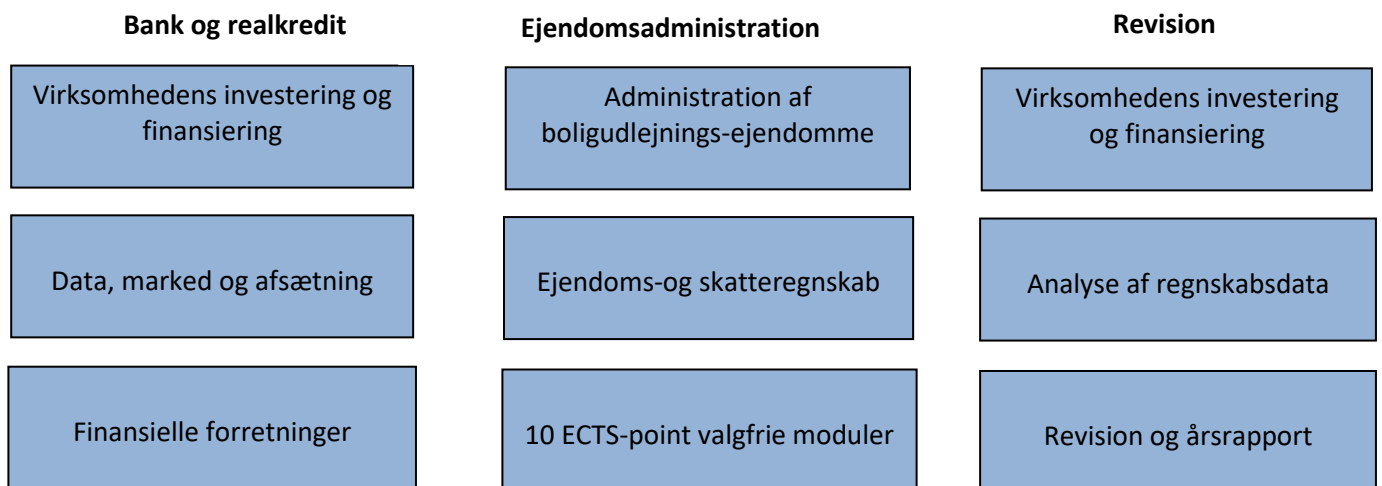 Bank og realkredit
Virksomhedens investering og
finansiering
Data, marked og afsætning
Finansielle forretninger
Ejendomsadministration
Administration af
boligudlejnings-ejendomme
Ejendoms-og skatteregnskab
10 ECTS-point valgfrie moduler
Revision
Virksomhedens investering
og finansiering
Analyse af regnskabsdata
Revision og årsrapport